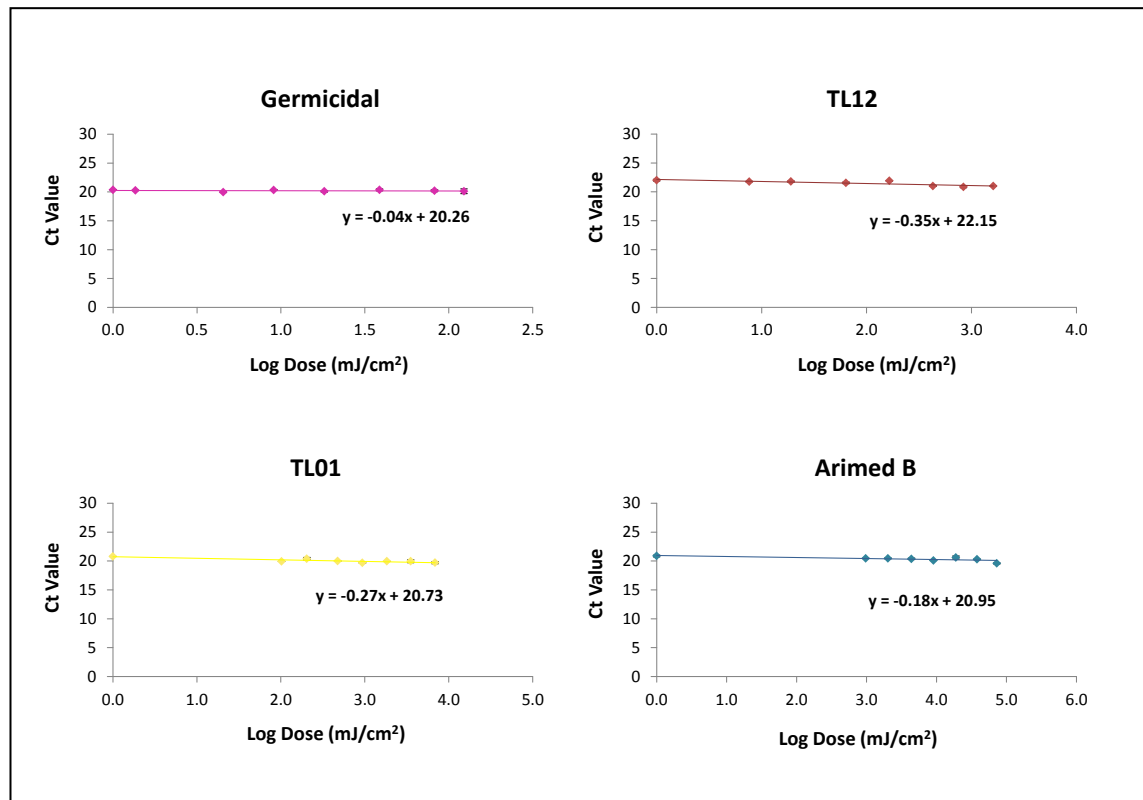 Germicidal
30
25
20
15
10
5
0
Ct Value
y = -0.04x + 20.26
0.0 0.5 1.0 1.5 2.0 2.5
Log Dose (mJ/cm²)
TL12
30
25
20
15
10
5
0
Ct Value
y = -0.35x + 22.15
0.0 1.0 2.0 3.0 4.0
Log Dose (mJ/cm²)
TL01
30
25
20
15
10
5
0
Ct Value
y = -0.27x + 20.73
0.0 1.0 2.0 3.0 4.0 5.0
Log Dose (mJ/cm²)
Arimed B
30
25
20
15
10
5
0
Ct Value
y = -0.18x + 20.95
0.0 1.0 2.0 3.0 4.0 5.0 6.0
Log Dose (mJ/cm²)